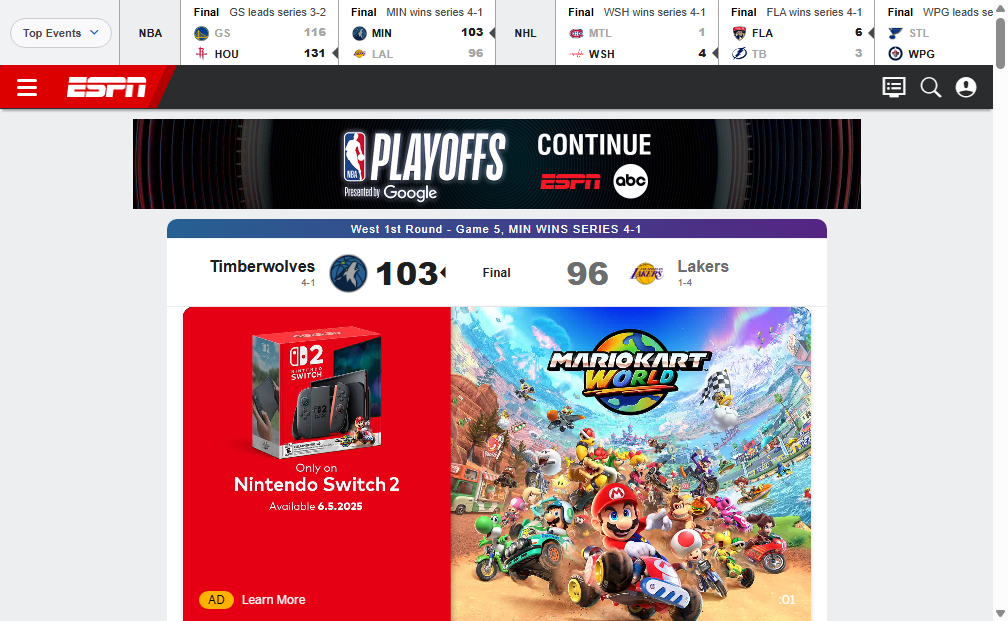 Top Events
NBA
Final GS leads series 3-2
GS 116
HOU 131
Final MIN wins series 4-1
MIN 103
LAL 96
NHL
Final WSH wins series 4-1
MTL 1
WSH 4
Final FLA wins series 4-1
FLA 6
TB 3
Final WPG leads se
STL
WPG
ESPN
NBA PLAYOFFS
Presented by Google
CONTINUE
ESPN abc
West 1st Round - Game 5, MIN WINS SERIES 4-1
Timberwolves
4-1
103
Final
96
LAKERS
Lakers
1-4
2
NINTENDO
SWITCH
Only on
Nintendo Switch 2
Available 6.5.2025
AD Learn More
MARIOKART
WORLD
:01